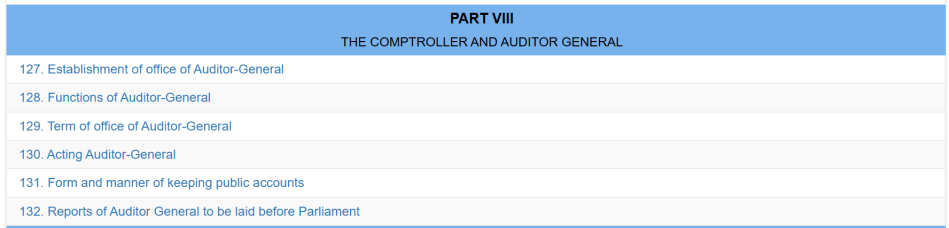 PART VIII
THE COMPTROLLER AND AUDITOR GENERAL
127. Establishment of office of Auditor-General
128. Functions of Auditor-General
129. Term of office of Auditor-General
130. Acting Auditor-General
131. Form and manner of keeping public accounts
132. Reports of Auditor General to be laid before Parliament